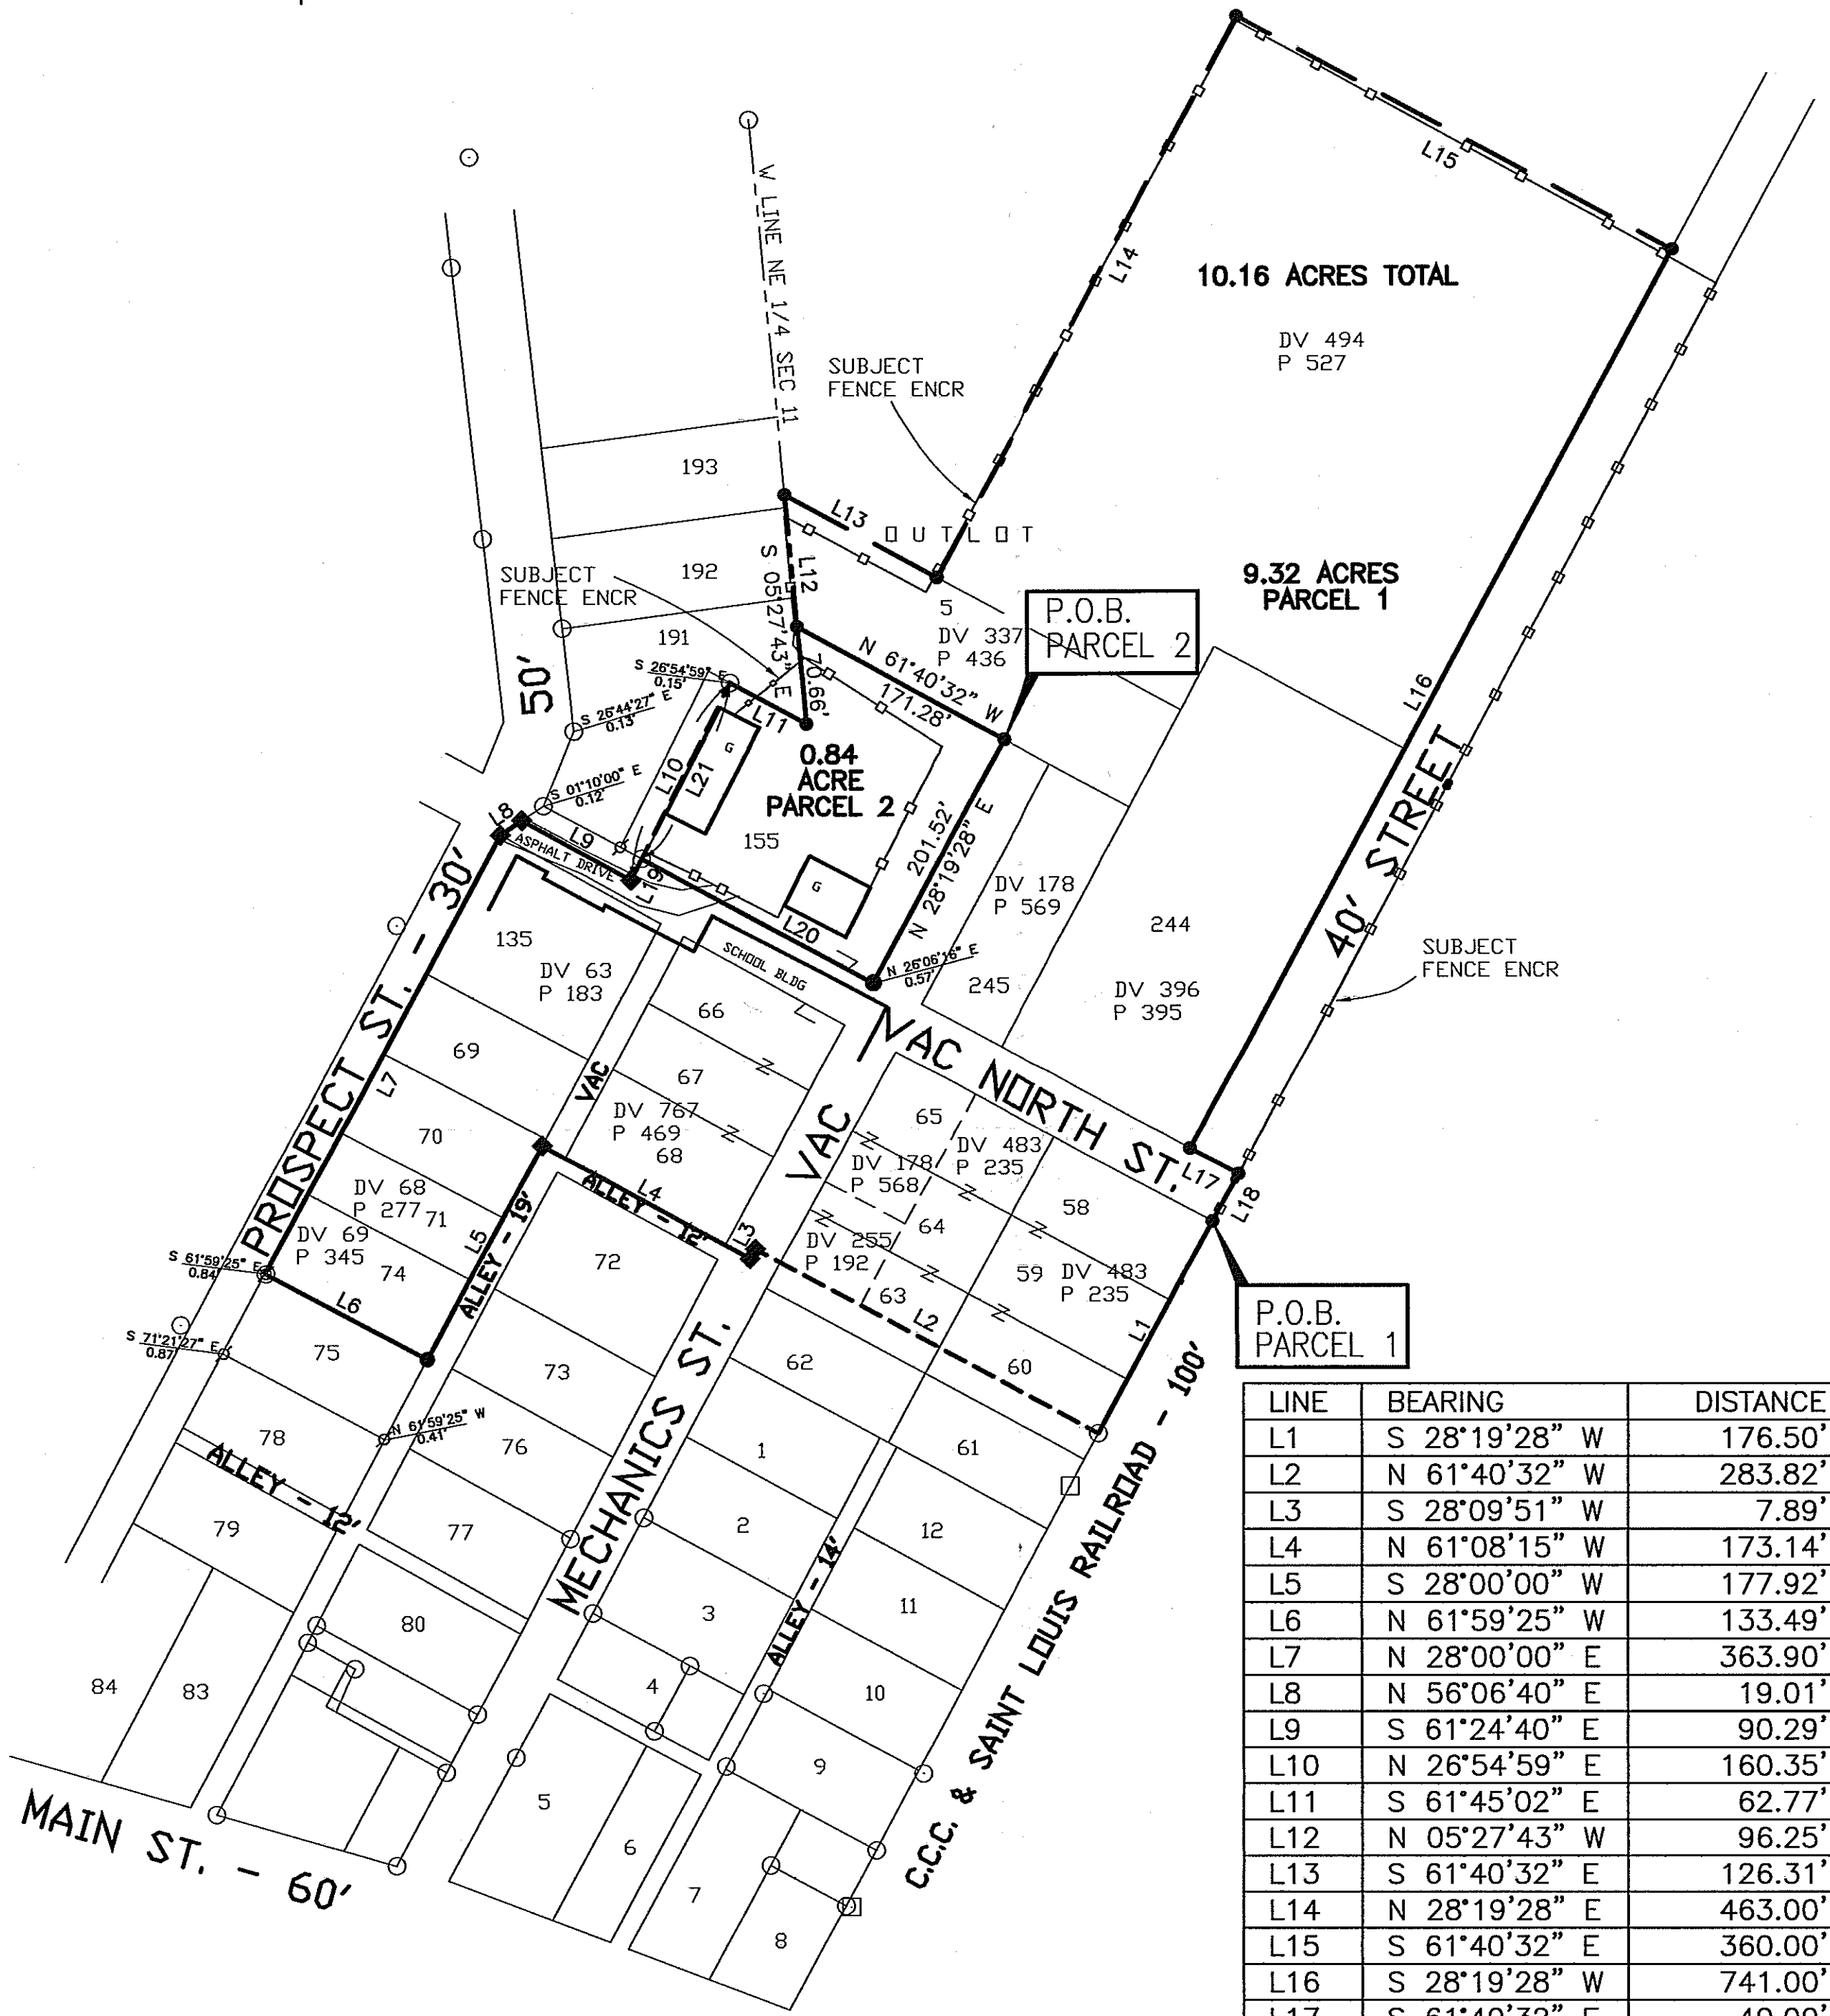 W LINE NE 1/4 SEC 11
L15
L14
10.16 ACRES TOTAL
DV 494
P 527
SUBJECT
FENCE ENCR
193
L13
OUTLOT
L12
S 05°27'43" E
70.66'
192
SUBJECT
FENCE ENCR
191
5
DV 337
P 436
P.O.B.
PARCEL 2
9.32 ACRES
PARCEL 1
N 61°40'32" W
171.28'
50'
S 26°54'59" E
0.15'
S 26°44'27" E
0.13'
L11
G
L10
L21
0.84
ACRE
PARCEL 2
L16
40' STREET
S 01°10'00" E
0.12'
L8
L9
ASPHALT DRIVE
L19
155
G
L20
201.52'
N 28°19'28" E
DV 178
P 569
244
SUBJECT
FENCE ENCR
PROSPECT ST. - 30'
135
DV 63
P 183
SCHOOL BLDG
N 26°06'16" E
0.57'
245
DV 396
P 395
66
VAC NORTH ST.
69
L7
VAC
67
DV 767
P 469
68
VAC
65
DV 483
P 235
DV 178
P 568
70
L17
L18
L4
ALLEY - 12'
58
DV 68
P 277
71
L5
ALLEY - 19'
64
DV 69
P 345
S 61°59'25" E
0.84'
74
72
L3
DV 255
P 192
59
DV 483
P 235
63
L2
L1
L6
P.O.B.
PARCEL 1
S 71°21'27" E
0.87'
75
73
62
60
C.C.C. & SAINT LOUIS RAILROAD - 100'
78
N 61°59'25" W
0.41'
76
MECHANICS ST.
1
61
ALLEY - 12'
79
77
2
12
ALLEY - 14'
3
11
80
84
83
4
10
9
5
6
7
8
MAIN ST. - 60'
LINE BEARING DISTANCE
L1 S 28°19'28" W 176.50'
L2 N 61°40'32" W 283.82'
L3 S 28°09'51" W 7.89'
L4 N 61°08'15" W 173.14'
L5 S 28°00'00" W 177.92'
L6 N 61°59'25" W 133.49'
L7 N 28°00'00" E 363.90'
L8 N 56°06'40" E 19.01'
L9 S 61°24'40" E 90.29'
L10 N 26°54'59" E 160.35'
L11 S 61°45'02" E 62.77'
L12 N 05°27'43" W 96.25'
L13 S 61°40'32" E 126.31'
L14 N 28°19'28" E 463.00'
L15 S 61°40'32" E 360.00'
L16 S 28°19'28" W 741.00'
L17 S 61°40'32" E 40.00'